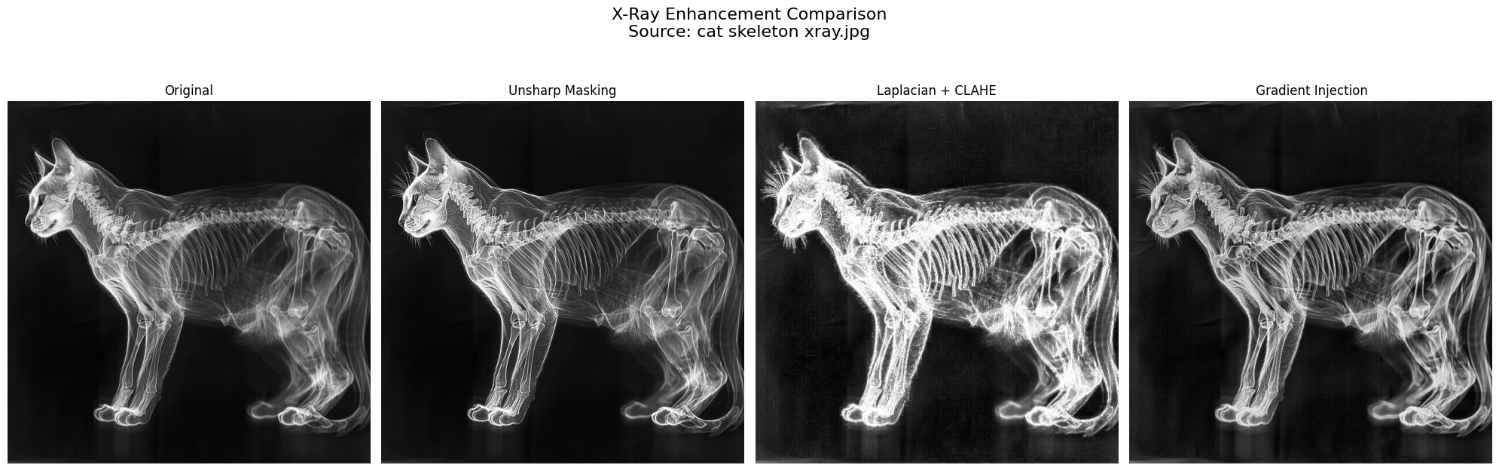 X-Ray Enhancement Comparison
Source: cat skeleton xray.jpg
Original
Unsharp Masking
Laplacian + CLAHE
Gradient Injection